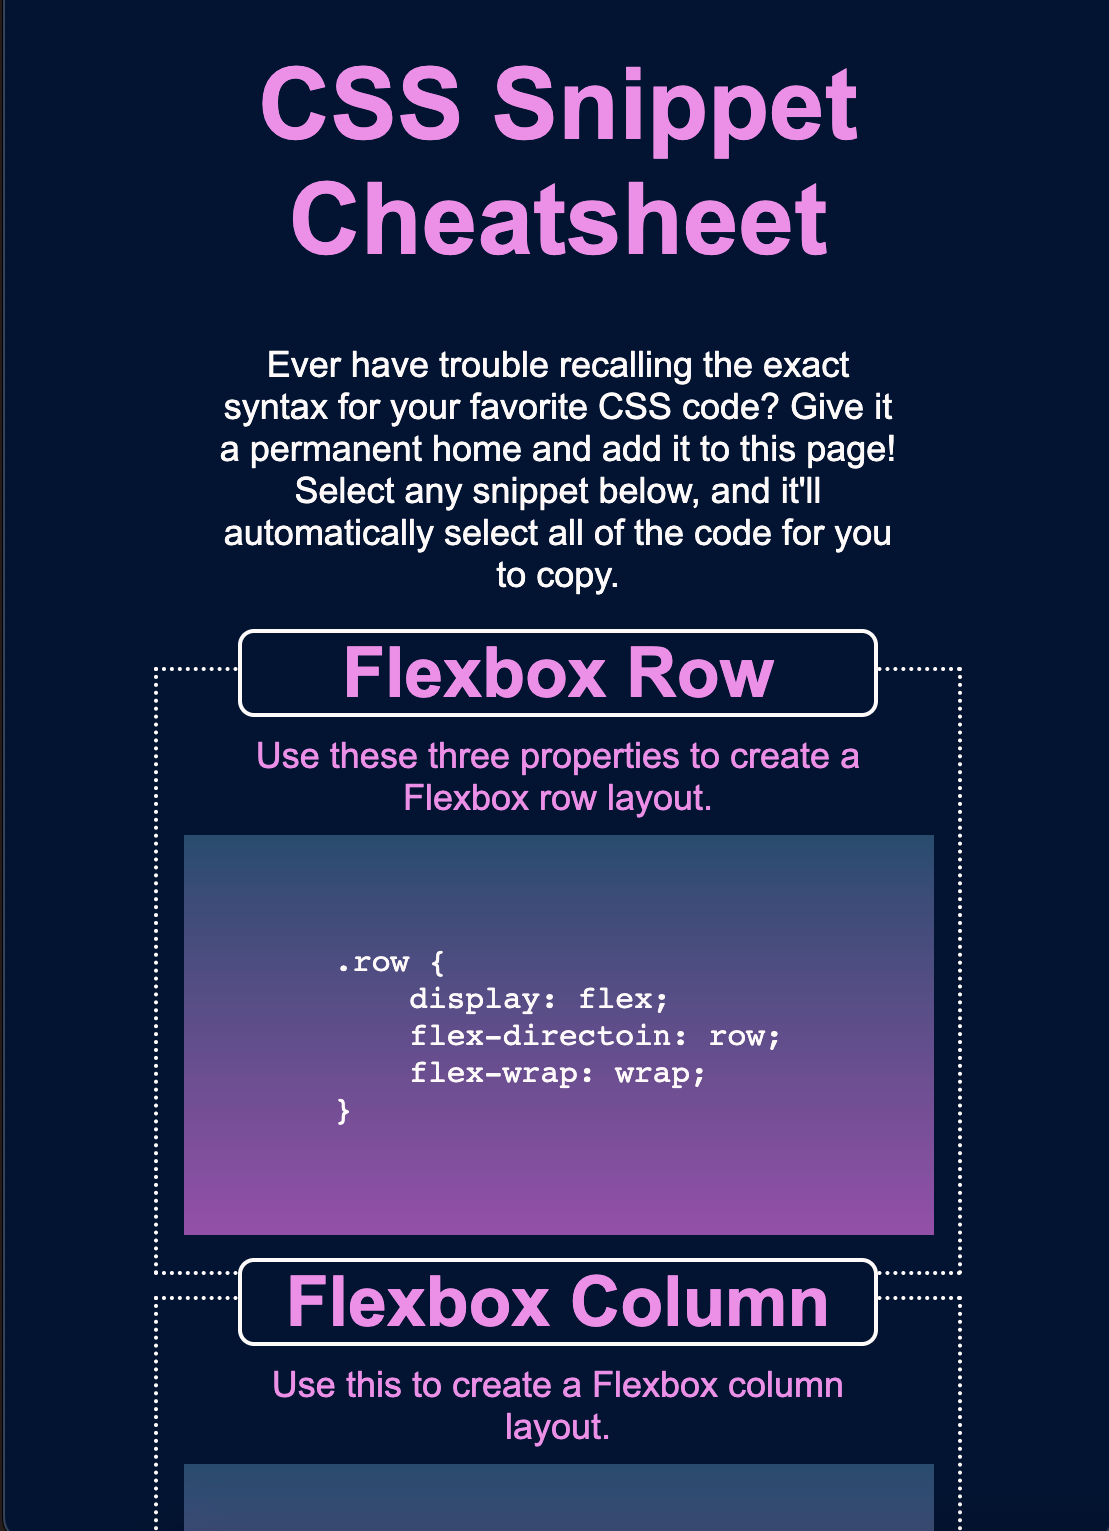 CSS Snippet
Cheatsheet
Ever have trouble recalling the exact
syntax for your favorite CSS code? Give it
a permanent home and add it to this page!
Select any snippet below, and it'll
automatically select all of the code for you
to copy.
Flexbox Row
Use these three properties to create a
Flexbox row layout.
.row {
    display: flex;
    flex-directoin: row;
    flex-wrap: wrap;
}
Flexbox Column
Use this to create a Flexbox column
layout.